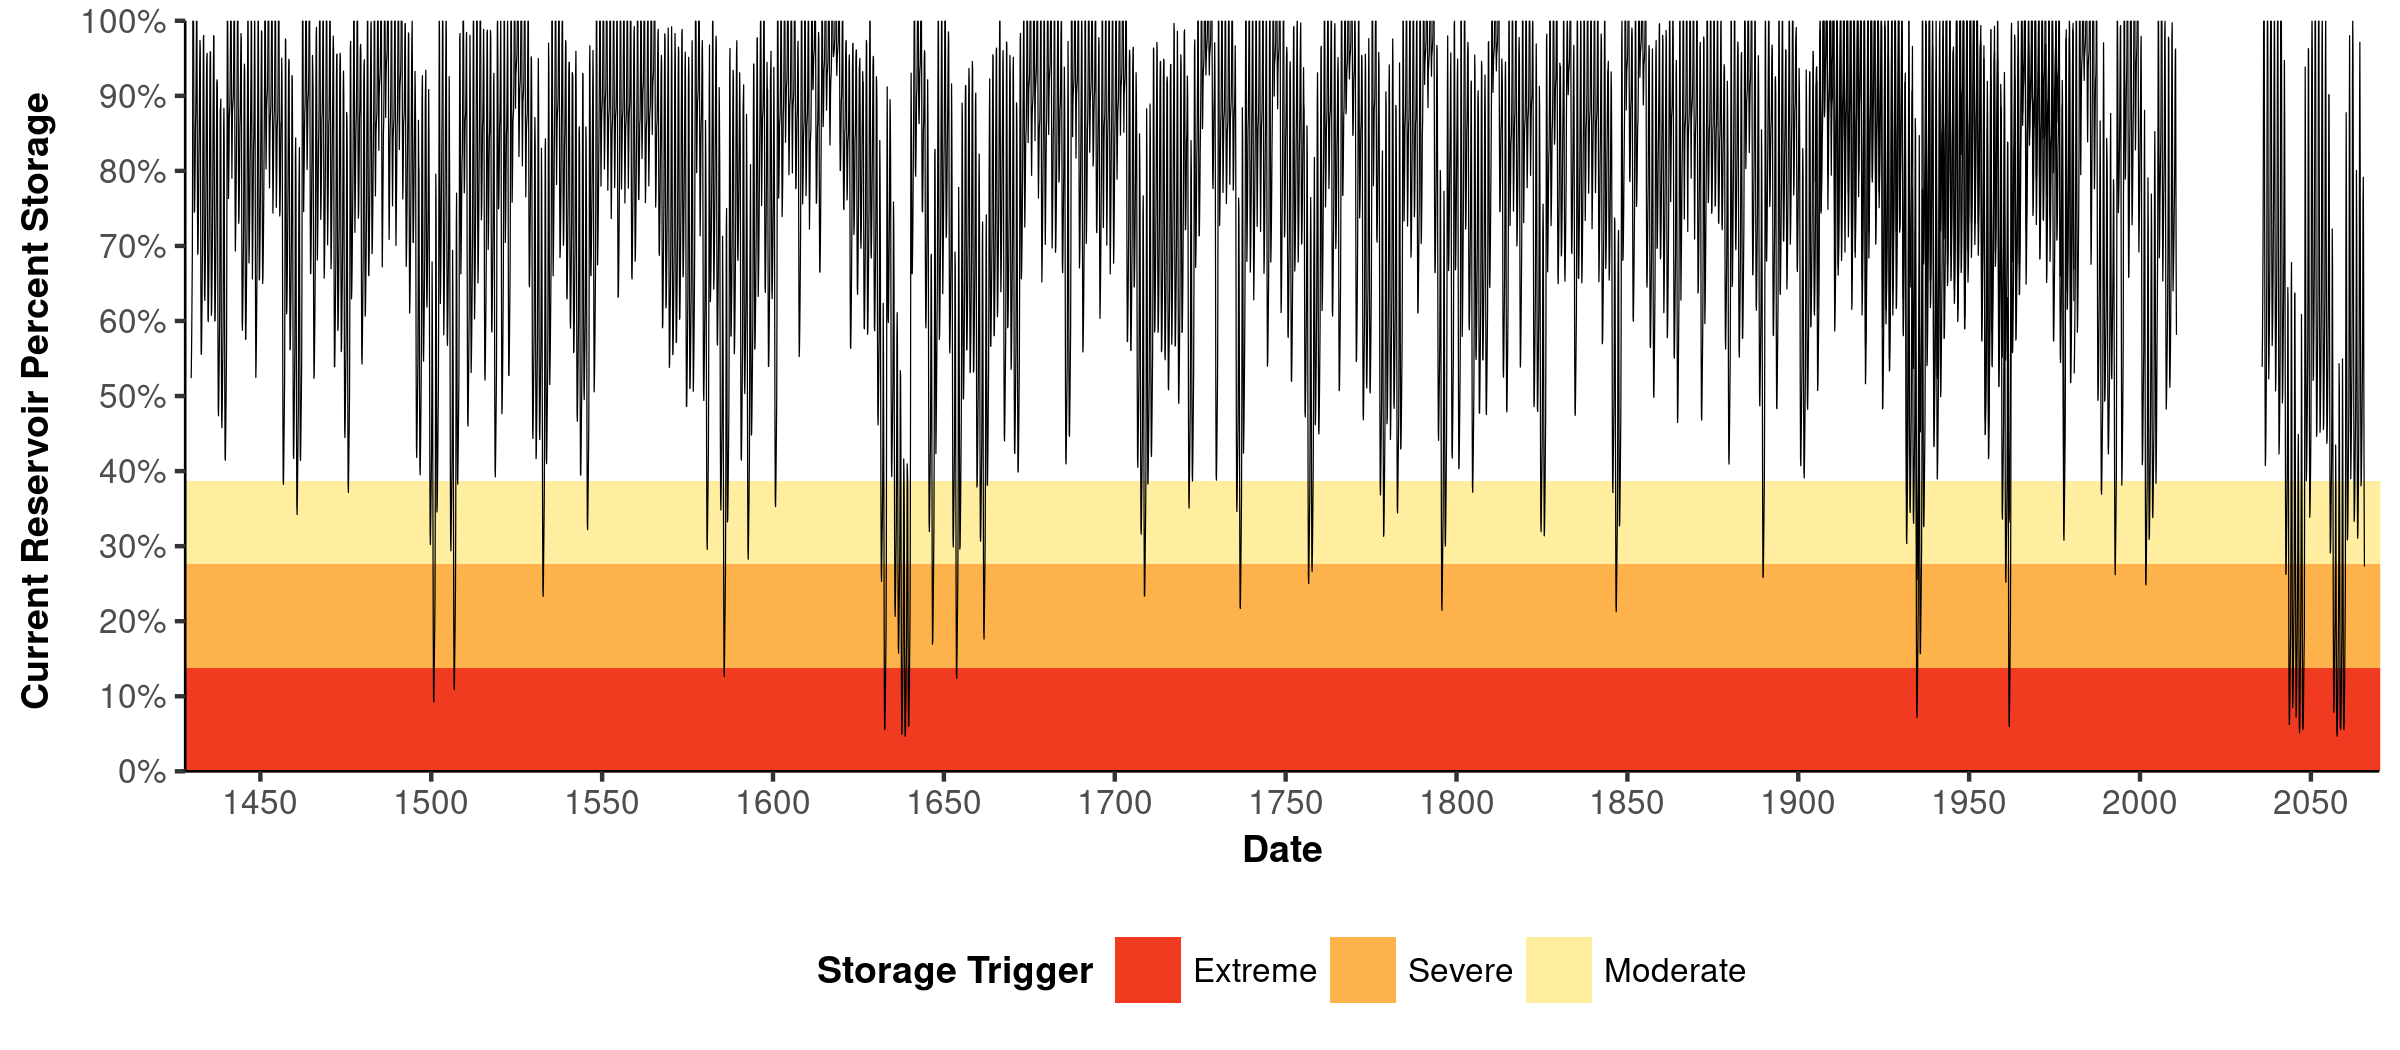 Current Reservoir Percent Storage
100%
90%
80%
70%
60%
50%
40%
30%
20%
10%
0%
1450 1500 1550 1600 1650 1700 1750 1800 1850 1900 1950 2000 2050
Date
Storage Trigger Extreme Severe Moderate